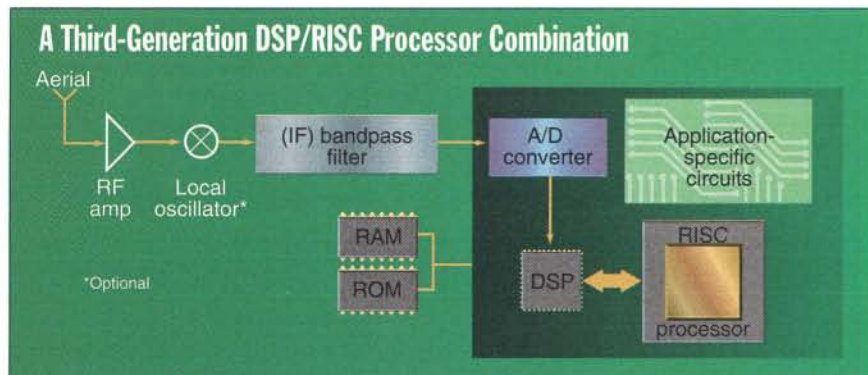 A Third-Generation DSP/RISC Processor Combination
Aerial
RF
amp
Local
oscillator*
(IF) bandpass
filter
A/D
converter
Application-
specific
circuits
RAM
ROM
*Optional
DSP
RISC
processor